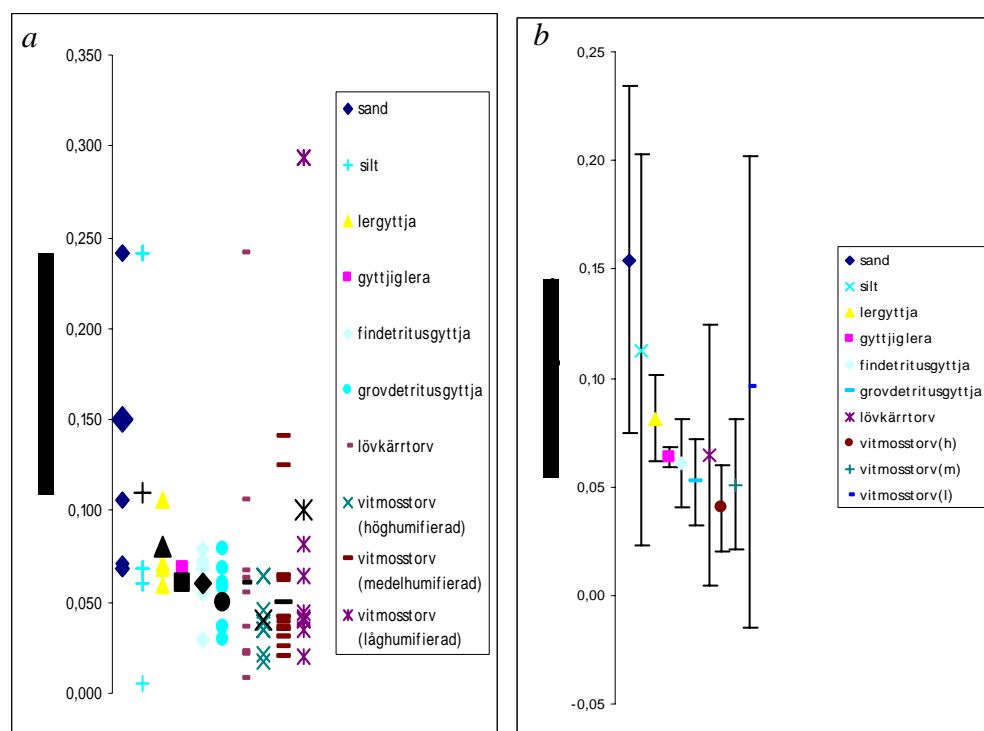 a
0,350
0,300
0,250
0,200
0,150
0,100
0,050
0,000
sand
silt
lergyttja
gyttjiglera
findetritusgyttja
grovdetritusgyttja
lövkärrtorv
vitmosstorv
(höghumifierad)
vitmosstorv
(medelhumifierad)
vitmosstorv
(låghumifierad)
b
0,25
0,20
0,15
0,10
0,05
0,00
-0,05
sand
silt
lergyttja
gyttjiglera
findetritusgyttja
grovdetritusgyttja
lövkärrtorv
vitmosstorv(h)
vitmosstorv(m)
vitmosstorv(l)